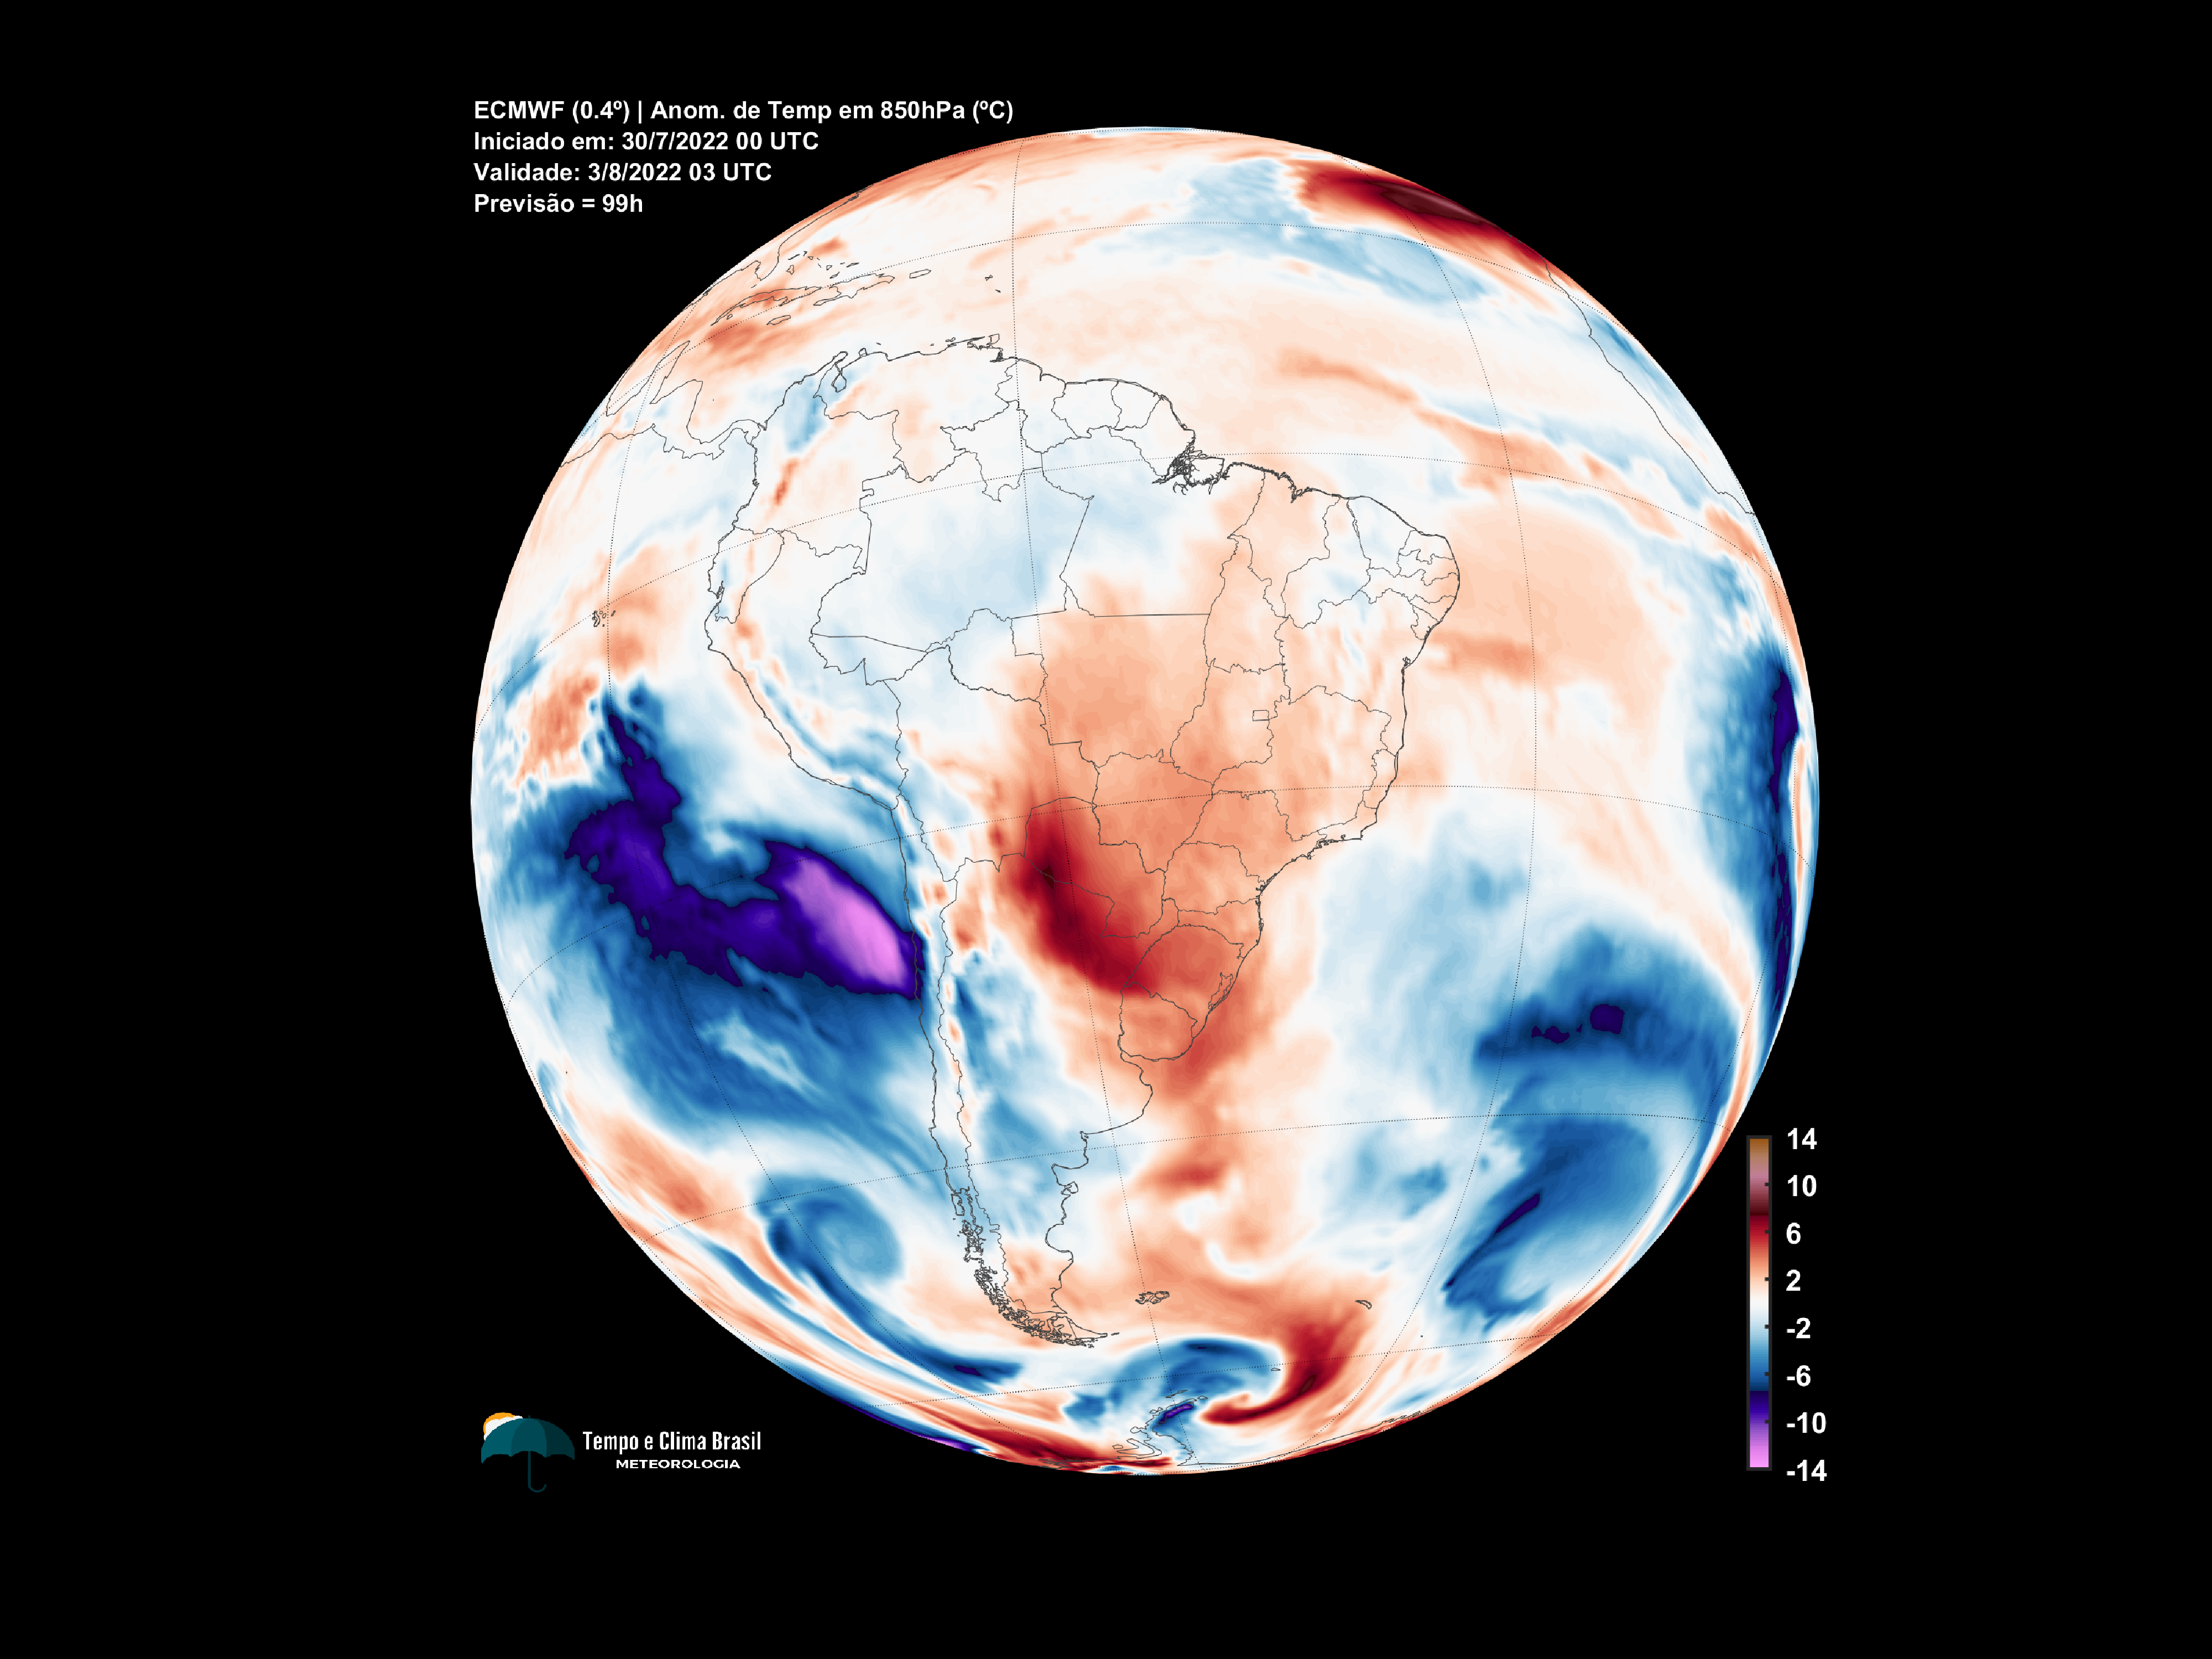 ECMWF (0.4º) | Anom. de Temp em 850hPa (ºC)
Iniciado em: 30/7/2022 00 UTC
Validade: 3/8/2022 03 UTC
Previsão = 99h
14
10
6
2
-2
-6
-10
-14
Tempo e Clima Brasil
METEOROLOGIA